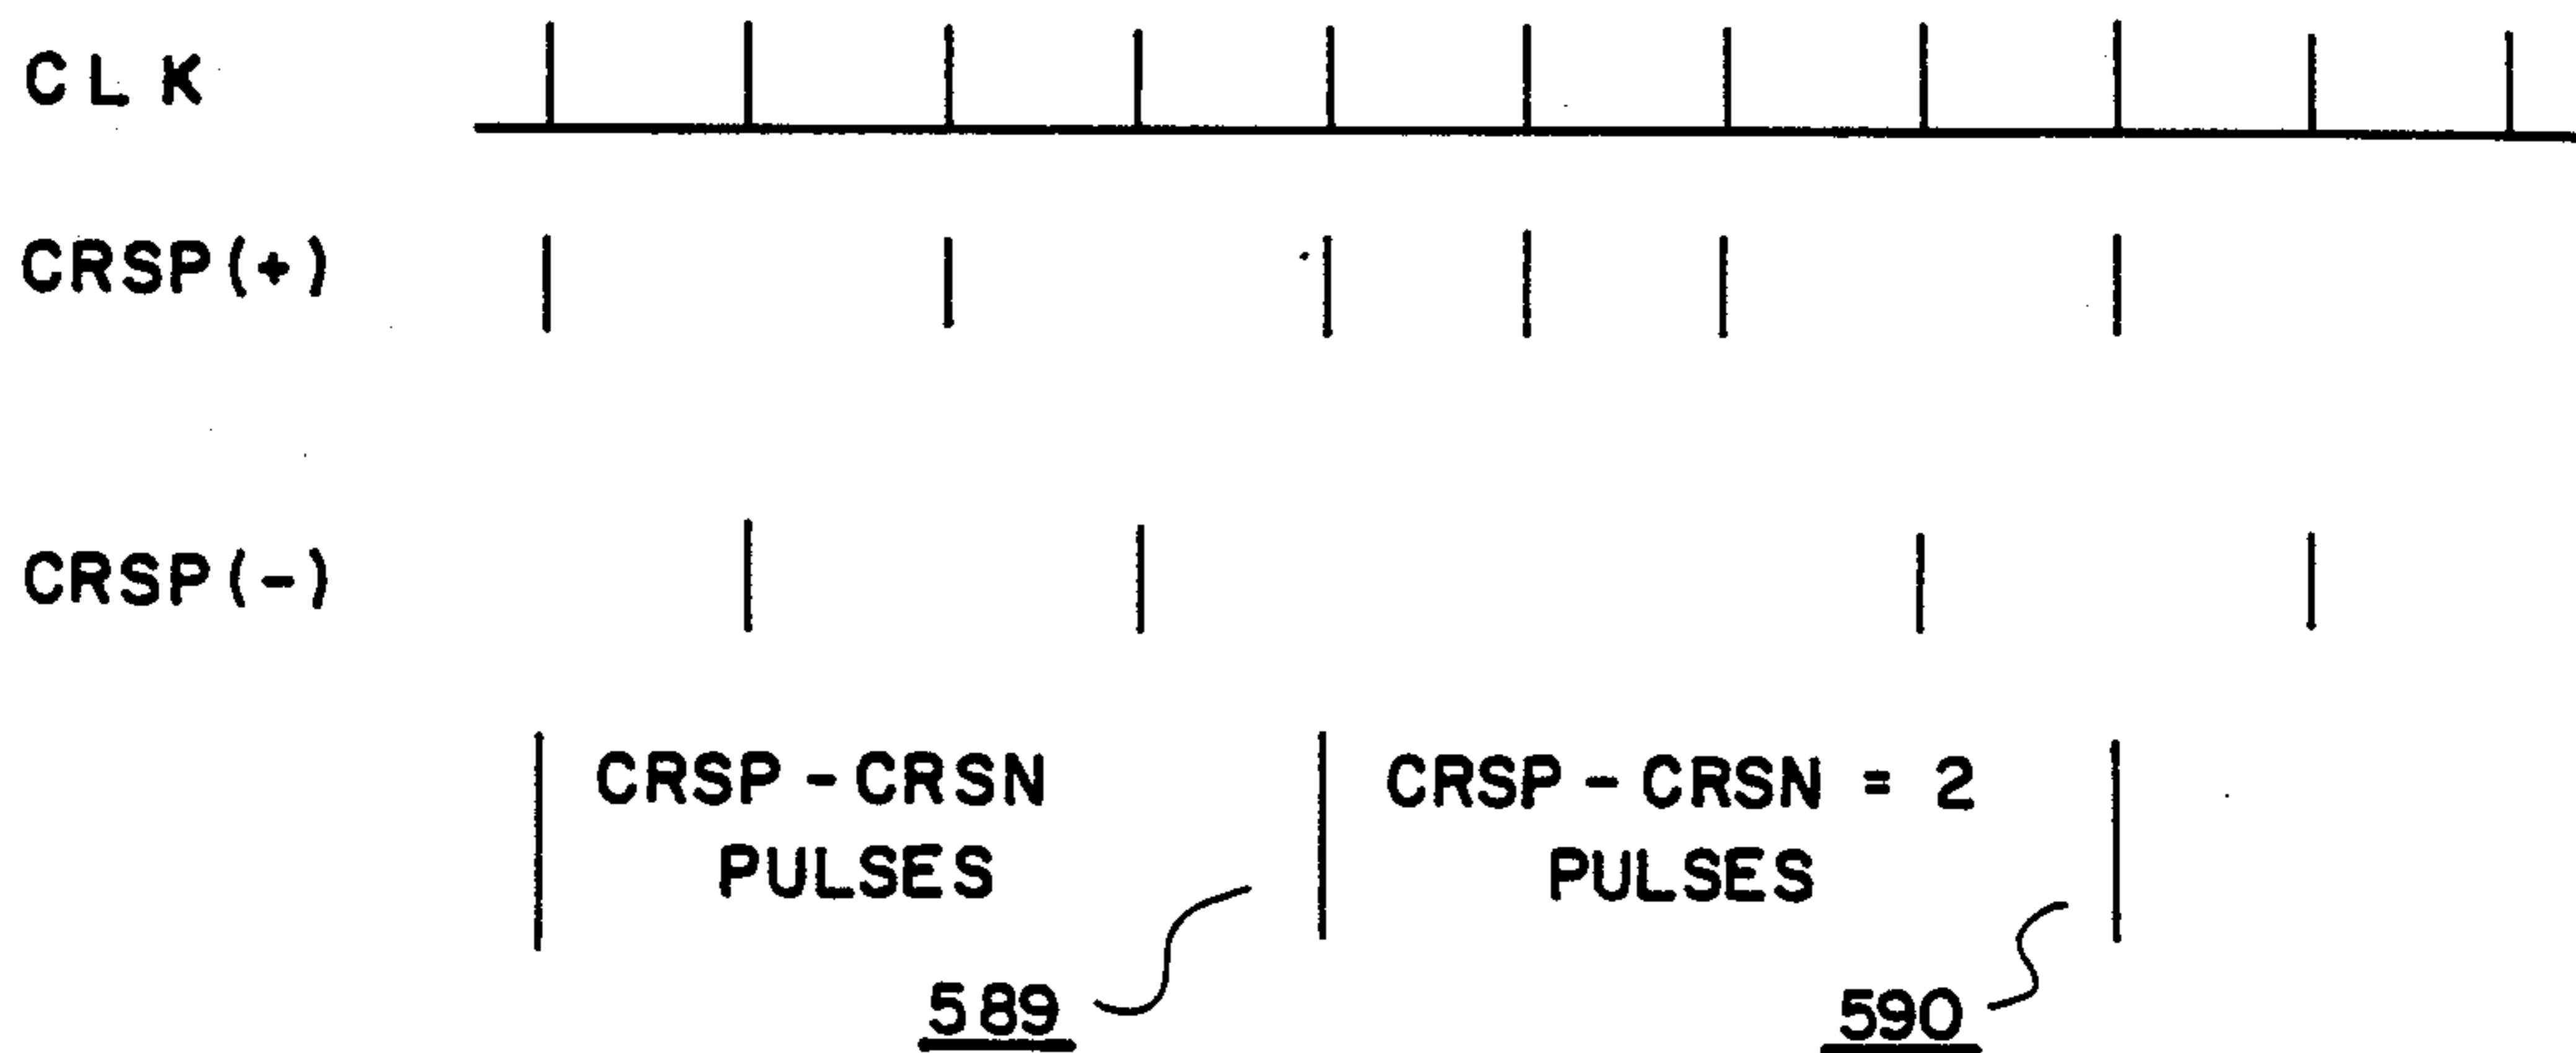 CLK
CRSP(+)
CRSP(-)
CRSP - CRSN
PULSES
CRSP - CRSN = 2
PULSES
589
590